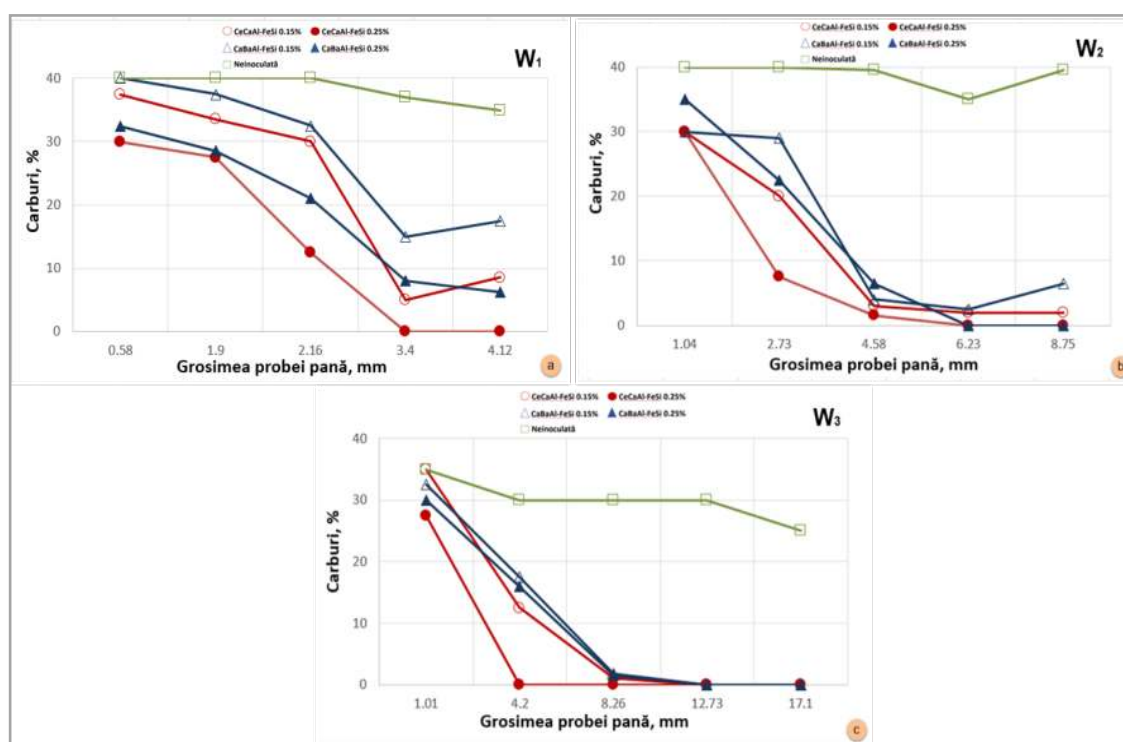 CeCaAl-FeSi 0.15% CeCaAl-FeSi 0.25%
CaBaAl-FeSi 0.15% CaBaAl-FeSi 0.25%
Neinoculată
W1
40
30
20
10
0
Carburi, %
0.58 1.9 2.16 3.4 4.12
Grosimea probei pană, mm
a
CeCaAl-FeSi 0.15% CeCaAl-FeSi 0.25%
CaBaAl-FeSi 0.15% CaBaAl-FeSi 0.25%
Neinoculată
W2
40
30
20
10
0
Carburi, %
1.04 2.73 4.58 6.23 8.75
Grosimea probei pană, mm
b
CeCaAl-FeSi 0.15% CeCaAl-FeSi 0.25%
CaBaAl-FeSi 0.15% CaBaAl-FeSi 0.25%
Neinoculată
W3
40
30
20
10
0
Carburi, %
1.01 4.2 8.26 12.73 17.1
Grosimea probei pană, mm
c